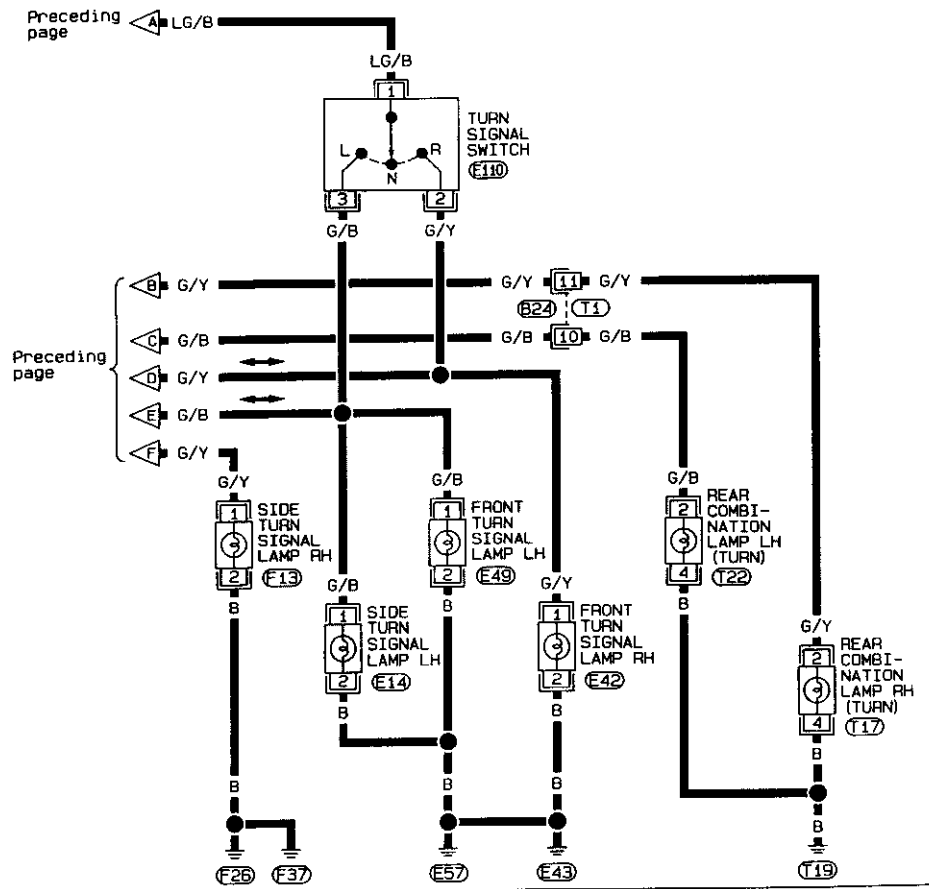 Preceding
page
A LG/B
LG/B
1
TURN
SIGNAL
SWITCH
E110
L
R
N
3
2
G/B
G/Y
Preceding
page
B G/Y
G/Y
11
G/Y
B24
T1
C G/B
G/B
10
G/B
D G/Y
E G/B
F G/Y
G/Y
1
SIDE
TURN
SIGNAL
LAMP RH
2
F13
B
G/B
1
FRONT
TURN
SIGNAL
LAMP LH
2
E49
B
G/B
2
REAR
COMBI-
NATION
LAMP LH
(TURN)
4
T22
B
G/B
1
SIDE
TURN
SIGNAL
LAMP LH
2
E14
B
G/Y
1
FRONT
TURN
SIGNAL
LAMP RH
2
E42
B
G/Y
2
REAR
COMBI-
NATION
LAMP RH
(TURN)
4
T17
B
B
B
B
B
F26
F37
E57
E43
T19